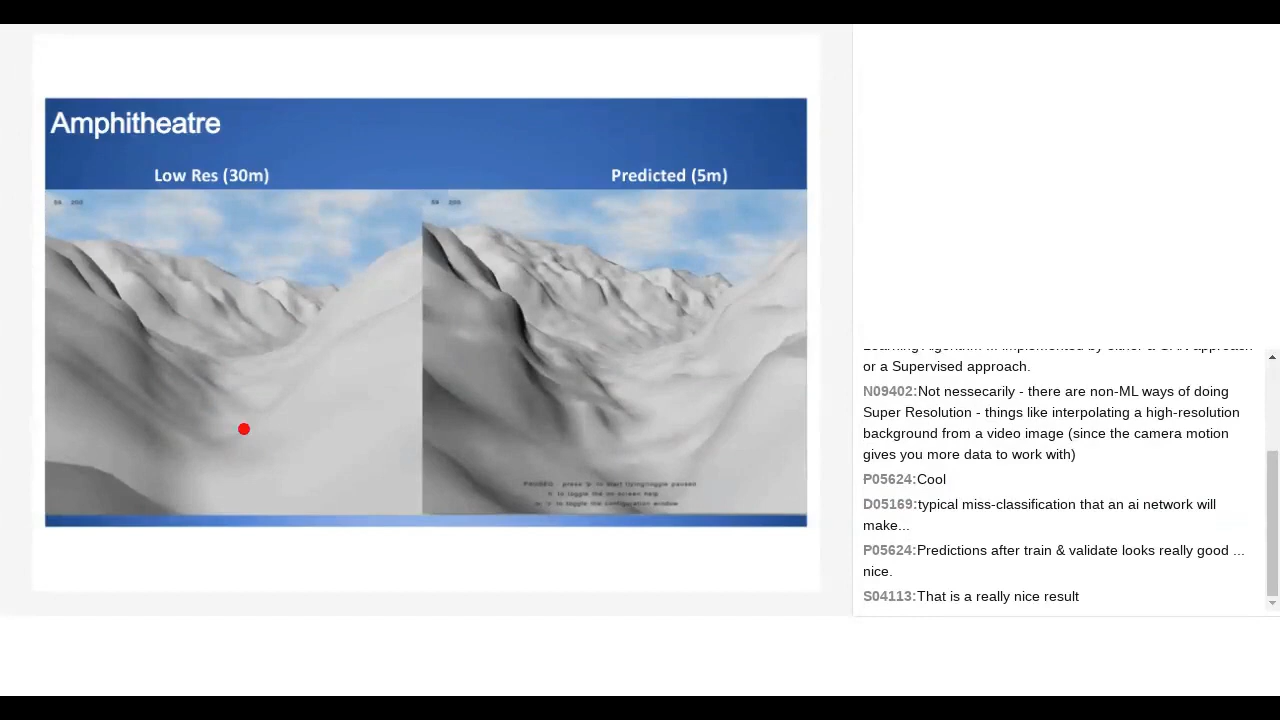 Amphitheatre
Low Res (30m)
Predicted (5m)
or a Supervised approach.
N09402:Not nessecarily - there are non-ML ways of doing
Super Resolution - things like interpolating a high-resolution
background from a video image (since the camera motion
gives you more data to work with)
P05624:Cool
D05169:typical miss-classification that an ai network will
make...
P05624:Predictions after train & validate looks really good ...
nice.
S04113:That is a really nice result